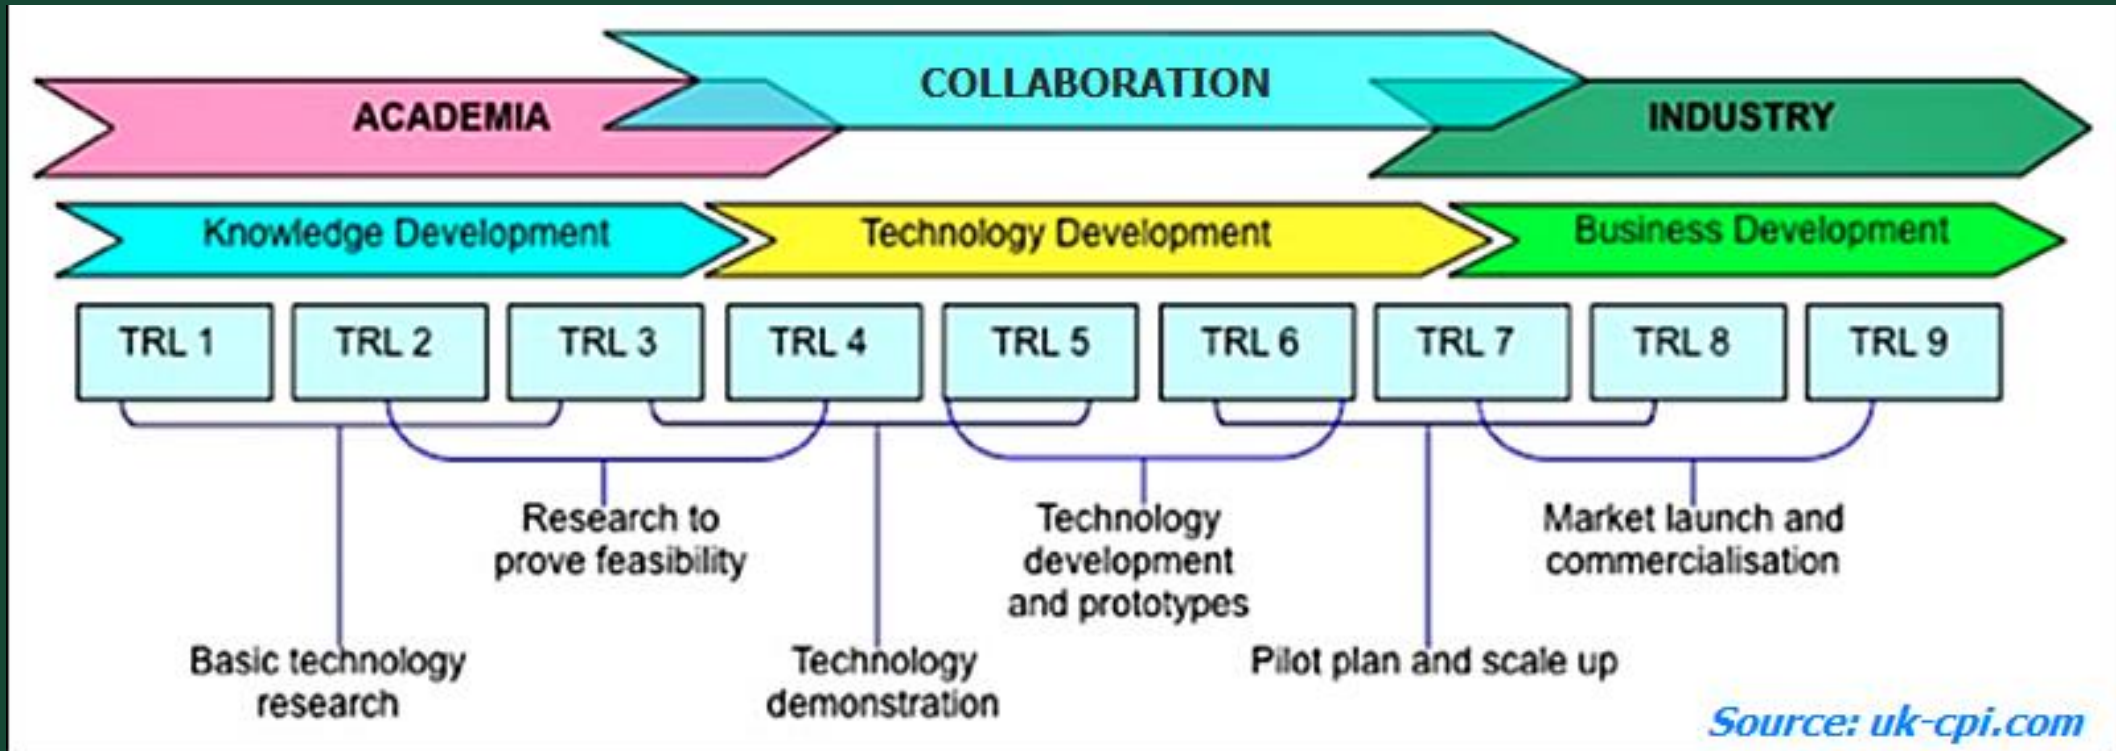 COLLABORATION
ACADEMIA
INDUSTRY
Knowledge Development
Technology Development
Business Development
TRL 1
TRL 2
TRL 3
TRL 4
TRL 5
TRL 6
TRL 7
TRL 8
TRL 9
Research to
prove feasibility
Technology
development
and prototypes
Market launch and
commercialisation
Basic technology
research
Technology
demonstration
Pilot plan and scale up
Source: uk-cpi.com